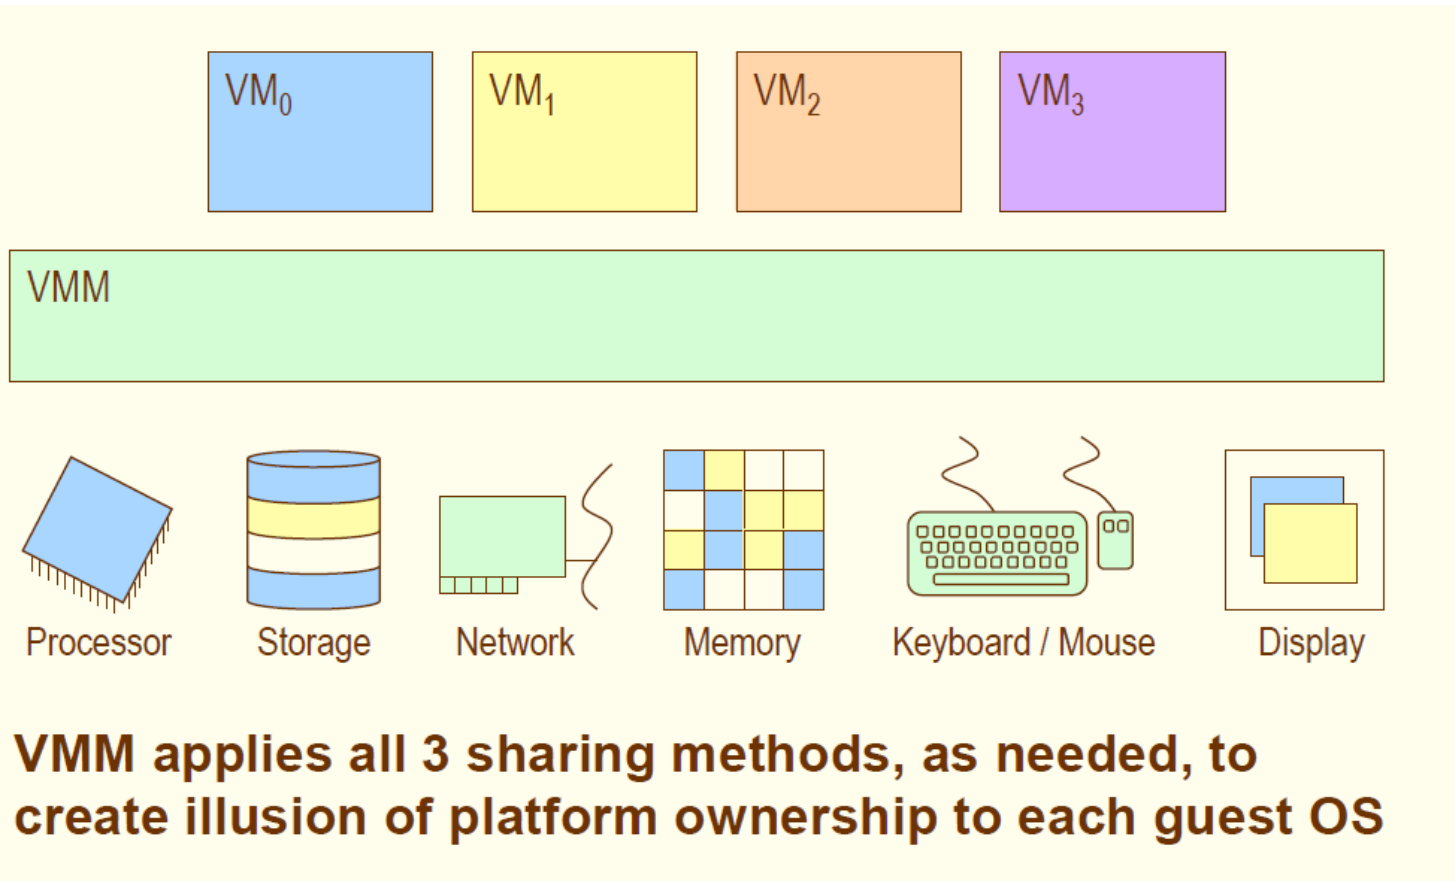 VM0 VM1 VM2 VM3
VMM
Processor Storage Network Memory Keyboard / Mouse Display
VMM applies all 3 sharing methods, as needed, to
create illusion of platform ownership to each guest OS